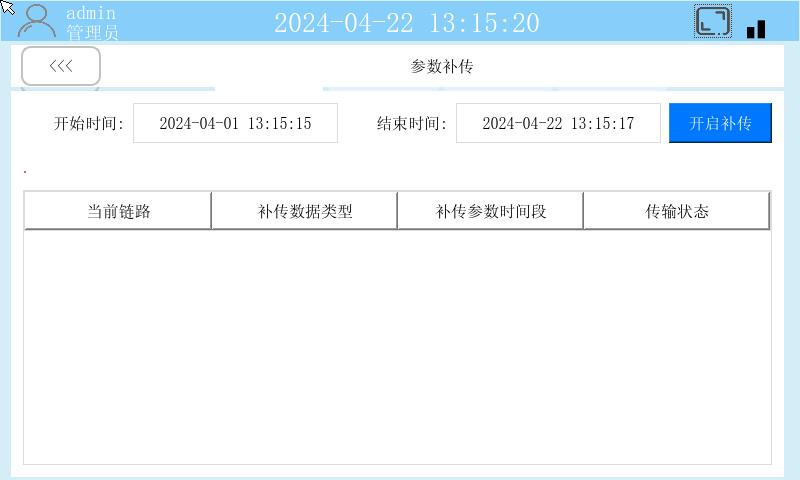 admin
管理员
2024-04-22 13:15:20
<<<
参数补传
开始时间: 2024-04-01 13:15:15 结束时间: 2024-04-22 13:15:17 开启补传
当前链路 补传数据类型 补传参数时间段 传输状态